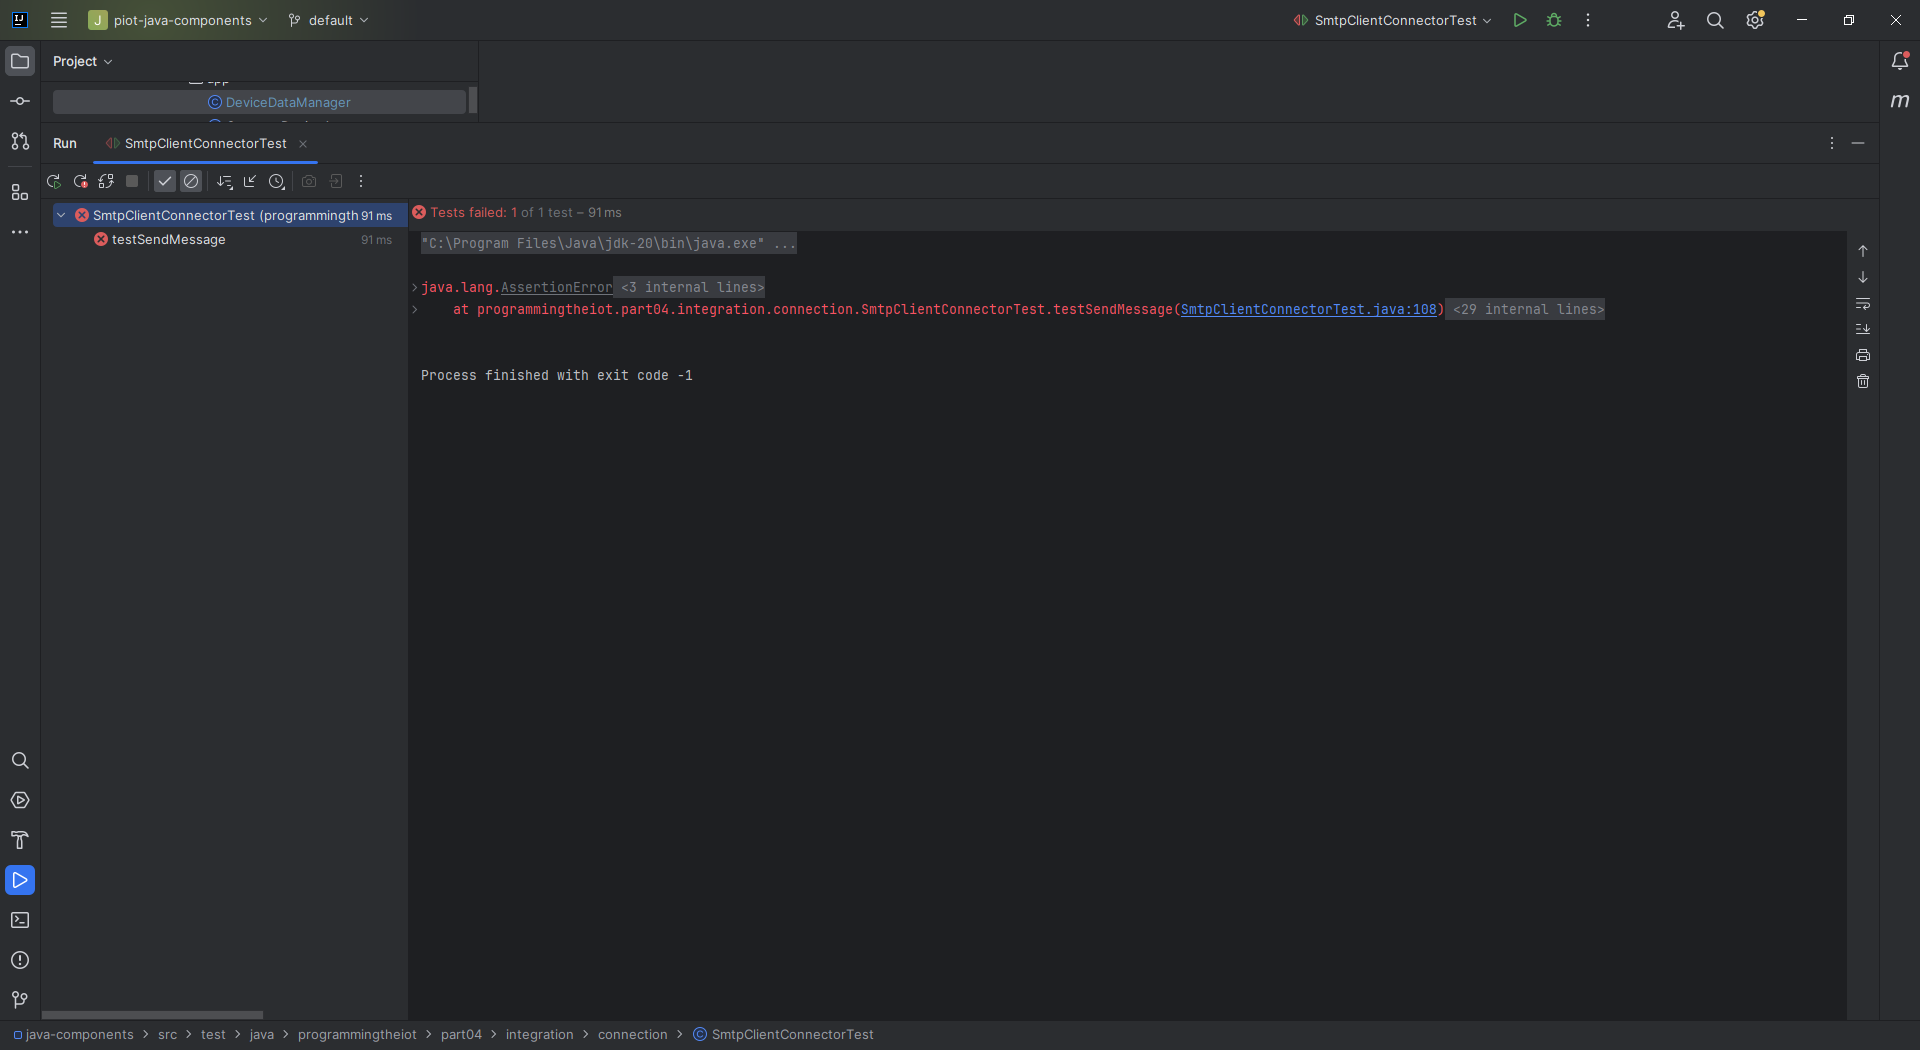 J piot-java-components default SmtpClientConnectorTest
Project
app
DeviceDataManager
Run SmtpClientConnectorTest
SmtpClientConnectorTest (programmingth 91 ms
testSendMessage 91 ms
Tests failed: 1 of 1 test – 91 ms
"C:\Program Files\Java\jdk-20\bin\java.exe" ...
java.lang.AssertionError <3 internal lines>
at programmingtheiot.part04.integration.connection.SmtpClientConnectorTest.testSendMessage(SmtpClientConnectorTest.java:108) <29 internal lines>
Process finished with exit code -1
java-components > src > test > java > programmingtheiot > part04 > integration > connection > SmtpClientConnectorTest